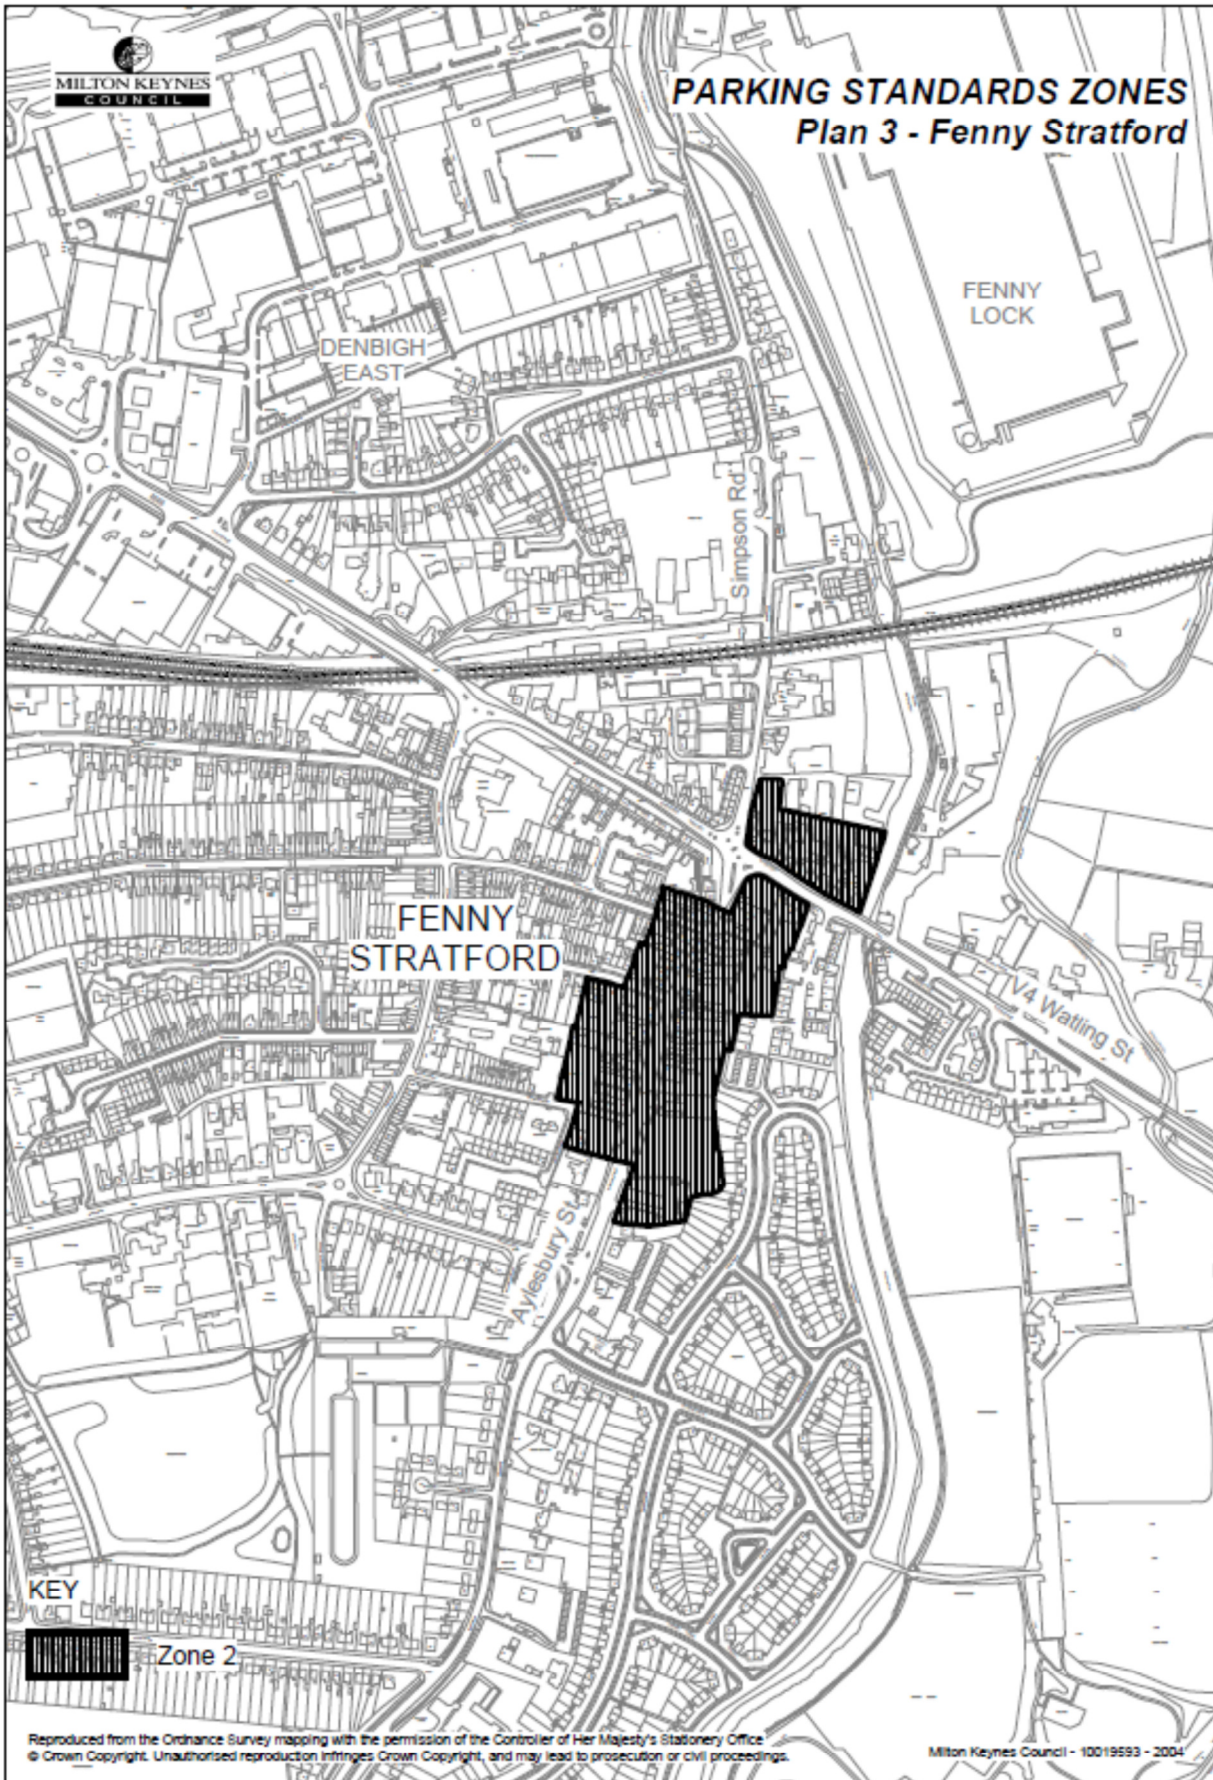 MILTON KEYNES
COUNCIL
PARKING STANDARDS ZONES
Plan 3 - Fenny Stratford
FENNY
LOCK
DENBIGH
EAST
Simpson Rd
FENNY
STRATFORD
V4 Watling St
Aylesbury St
KEY
Zone 2
Reproduced from the Ordnance Survey mapping with the permission of the Controller of Her Majesty's Stationery Office
© Crown Copyright. Unauthorised reproduction infringes Crown Copyright, and may lead to prosecution or civil proceedings.
Milton Keynes Council - 10019593 - 2004